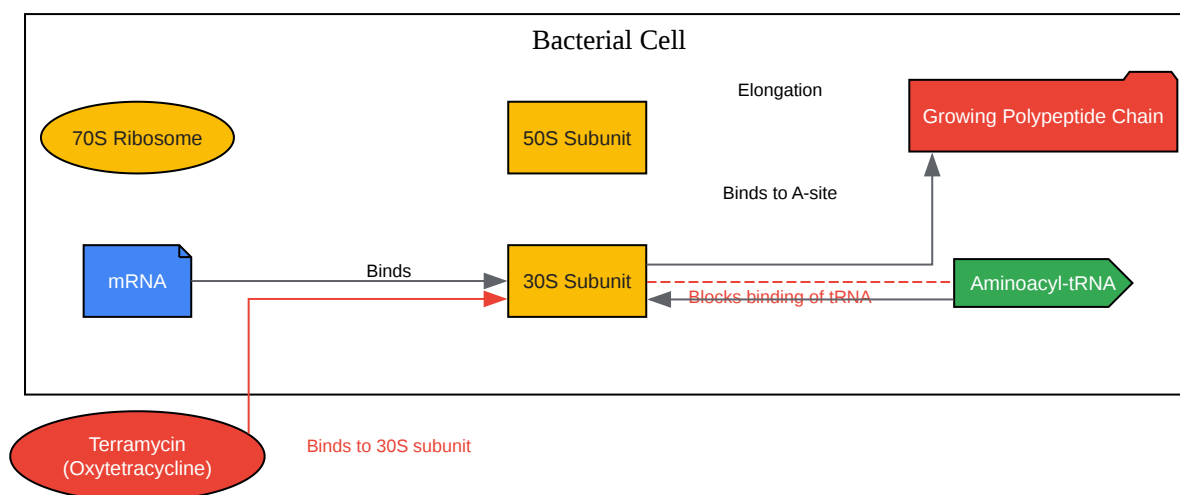 Bacterial Cell
Elongation
70S Ribosome
50S Subunit
Growing Polypeptide Chain
Binds to A-site
mRNA
Binds
30S Subunit
Blocks binding of tRNA
Aminoacyl-tRNA
Terramycin
(Oxytetracycline)
Binds to 30S subunit